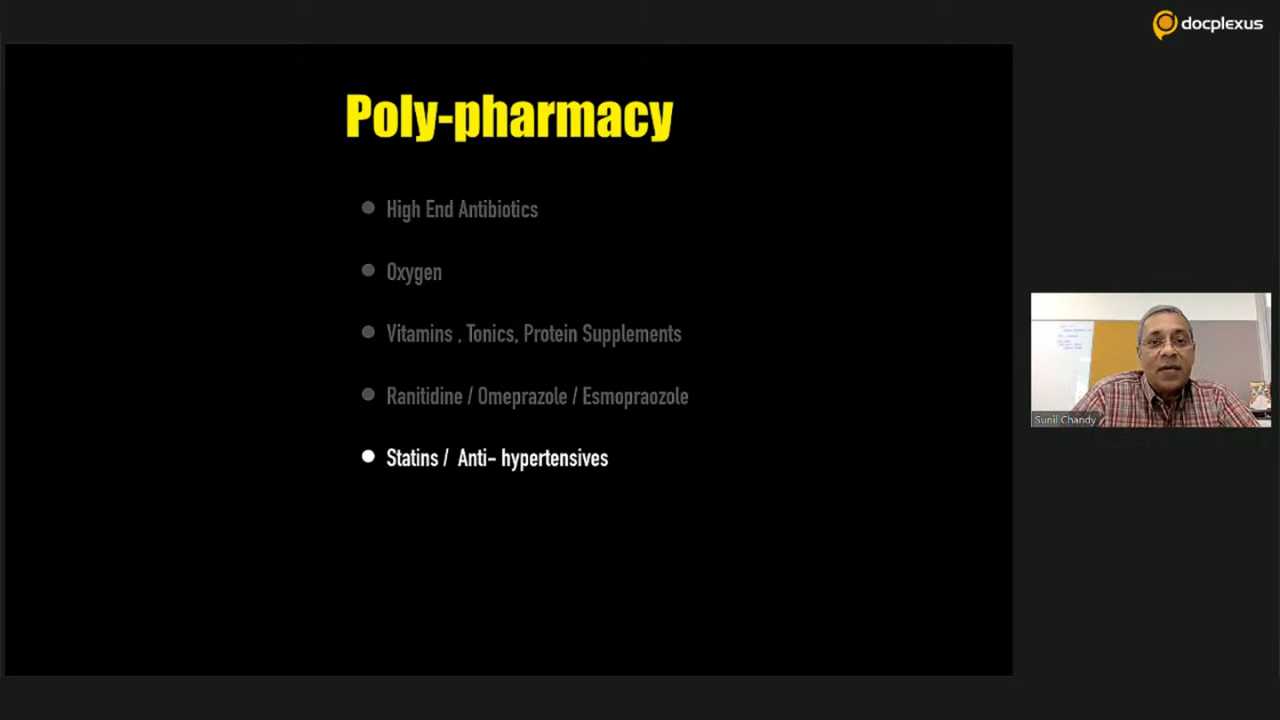 docplexus
Poly-pharmacy
High End Antibiotics
Oxygen
Vitamins , Tonics, Protein Supplements
Ranitidine / Omeprazole / Esmopraozole
Statins / Anti- hypertensives
Sunil Chandy